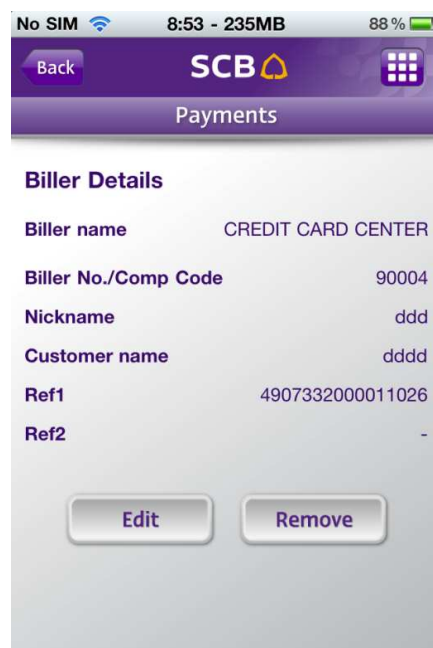 No SIM 8:53 - 235MB 88 %
Back SCB
Payments
Biller Details
Biller name CREDIT CARD CENTER
Biller No./Comp Code 90004
Nickname ddd
Customer name dddd
Ref1 4907332000011026
Ref2 -
Edit Remove